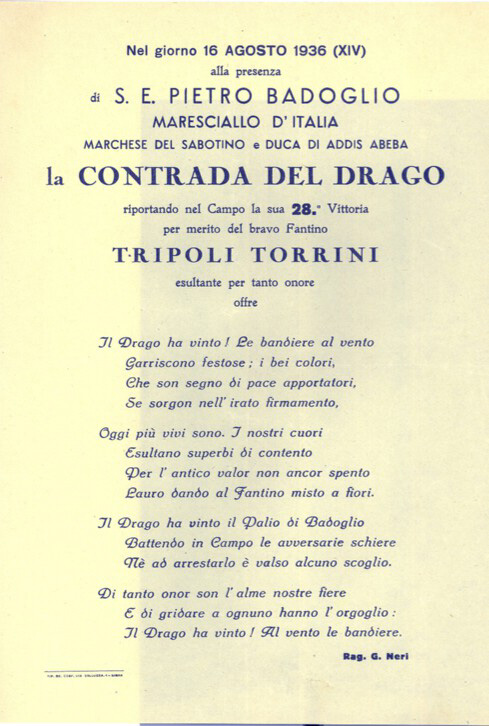 Nel giorno 16 AGOSTO 1936 (XIV)
alla presenza
di S. E. PIETRO BADOGLIO
MARESCIALLO D'ITALIA
MARCHESE DEL SABOTINO e DUCA DI ADDIS ABEBA
la CONTRADA DEL DRAGO
riportando nel Campo la sua 28.ª Vittoria
per merito del bravo Fantino
TRIPOLI TORRINI
esultante per tanto onore
offre
Il Drago ha vinto! Le bandiere al vento
Garriscono festose; i bei colori,
Che son segno di pace apportatori,
Se sorgon nell'irato firmamento,
Oggi più vivi sono. I nostri cuori
Esultano superbi di contento
Per l'antico valor non ancor spento
Lauro dando al Fantino misto a fiori.
Il Drago ha vinto il Palio di Badoglio
Battendo in Campo le avversarie schiere
Nè ad arrestarlo è valso alcuno scoglio.
Di tanto onor son l'alme nostre fiere
E di gridare a ognuno hanno l'orgoglio:
Il Drago ha vinto! Al vento le bandiere.
Rag. G. Neri